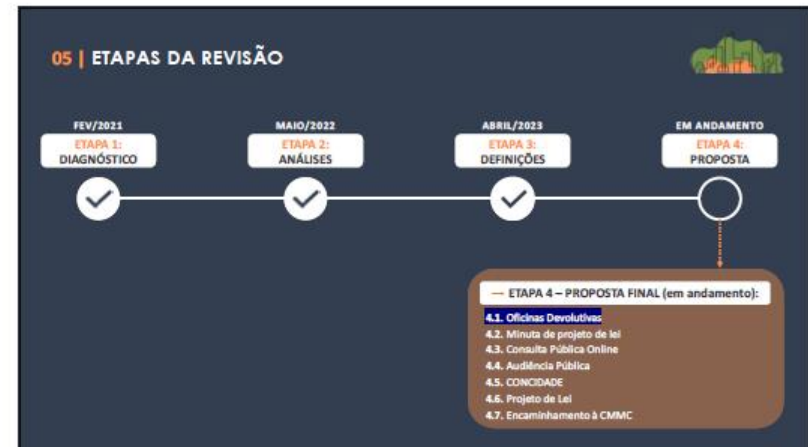 05 | ETAPAS DA REVISÃO
FEV/2021
ETAPA 1:
DIAGNÓSTICO
MAIO/2022
ETAPA 2:
ANÁLISES
ABRIL/2023
ETAPA 3:
DEFINIÇÕES
EM ANDAMENTO
ETAPA 4:
PROPOSTA
— ETAPA 4 – PROPOSTA FINAL (em andamento):
4.1. Oficinas Devolutivas
4.2. Minuta de projeto de lei
4.3. Consulta Pública Online
4.4. Audiência Pública
4.5. CONCIDADE
4.6. Projeto de Lei
4.7. Encaminhamento à CMMC